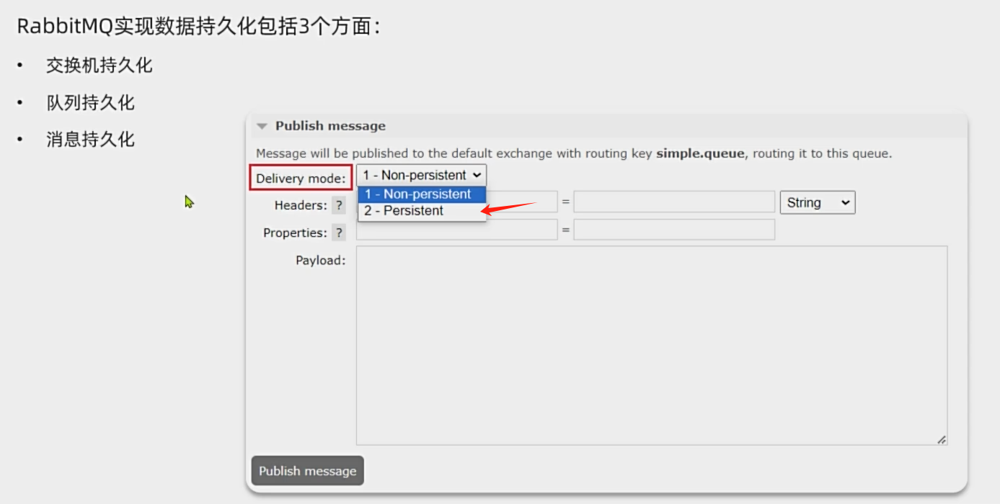 RabbitMQ实现数据持久化包括3个方面：
• 交换机持久化
• 队列持久化
• 消息持久化
Publish message
Message will be published to the default exchange with routing key simple.queue, routing it to this queue.
Delivery mode: 1 - Non-persistent
1 - Non-persistent
2 - Persistent
Headers: ? = String
Properties: ? =
Payload:
Publish message